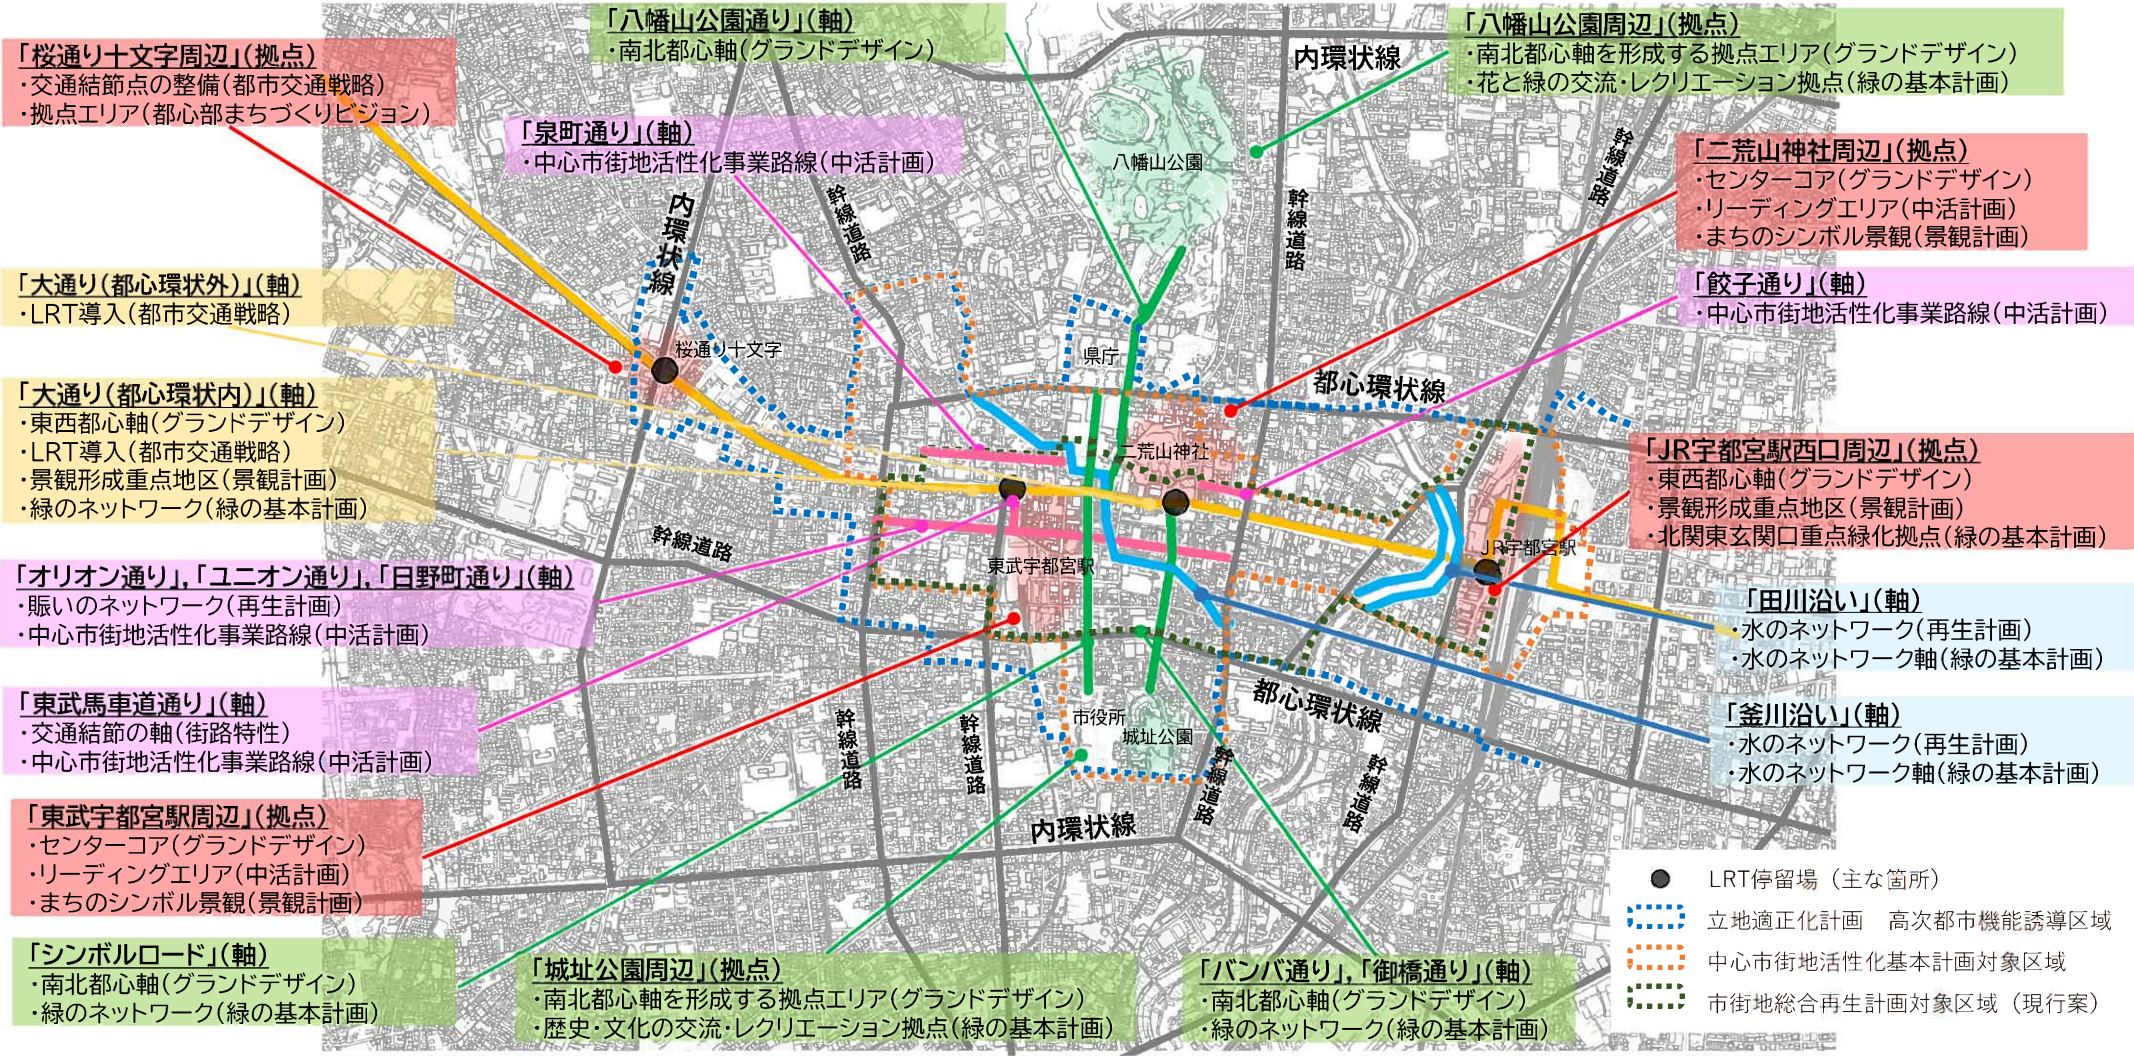 「八幡山公園通り」(軸)
・南北都心軸(グランドデザイン)
「八幡山公園周辺」(拠点)
・南北都心軸を形成する拠点エリア(グランドデザイン)
・花と緑の交流・レクリエーション拠点(緑の基本計画)
「桜通り十文字周辺」(拠点)
・交通結節点の整備(都市交通戦略)
・拠点エリア(都心部まちづくりビジョン)
「泉町通り」(軸)
・中心市街地活性化事業路線(中活計画)
「二荒山神社周辺」(拠点)
・センターコア(グランドデザイン)
・リーディングエリア(中活計画)
・まちのシンボル景観(景観計画)
「餃子通り」(軸)
・中心市街地活性化事業路線(中活計画)
「大通り(都心環状外)」(軸)
・LRT導入(都市交通戦略)
「大通り(都心環状内)」(軸)
・東西都心軸(グランドデザイン)
・LRT導入(都市交通戦略)
・景観形成重点地区(景観計画)
・緑のネットワーク(緑の基本計画)
「JR宇都宮駅西口周辺」(拠点)
・東西都心軸(グランドデザイン)
・景観形成重点地区(景観計画)
・北関東玄関口重点緑化拠点(緑の基本計画)
「オリオン通り」,「ユニオン通り」,「日野町通り」(軸)
・賑いのネットワーク(再生計画)
・中心市街地活性化事業路線(中活計画)
「田川沿い」(軸)
・水のネットワーク(再生計画)
・水のネットワーク軸(緑の基本計画)
「東武馬車道通り」(軸)
・交通結節の軸(街路特性)
・中心市街地活性化事業路線(中活計画)
「釜川沿い」(軸)
・水のネットワーク(再生計画)
・水のネットワーク軸(緑の基本計画)
「東武宇都宮駅周辺」(拠点)
・センターコア(グランドデザイン)
・リーディングエリア(中活計画)
・まちのシンボル景観(景観計画)
「シンボルロード」(軸)
・南北都心軸(グランドデザイン)
・緑のネットワーク(緑の基本計画)
「城址公園周辺」(拠点)
・南北都心軸を形成する拠点エリア(グランドデザイン)
・歴史・文化の交流・レクリエーション拠点(緑の基本計画)
「バンバ通り」,「御橋通り」(軸)
・南北都心軸(グランドデザイン)
・緑のネットワーク(緑の基本計画)
内環状線
八幡山公園
幹線道路
内環状線
幹線道路
幹線道路
桜通り十文字
県庁
都心環状線
二荒山神社
幹線道路
JR宇都宮駅
東武宇都宮駅
都心環状線
市役所
城址公園
幹線道路
幹線道路
幹線道路
幹線道路
内環状線
LRT停留場（主な箇所）
立地適正化計画　高次都市機能誘導区域
中心市街地活性化基本計画対象区域
市街地総合再生計画対象区域（現行案）